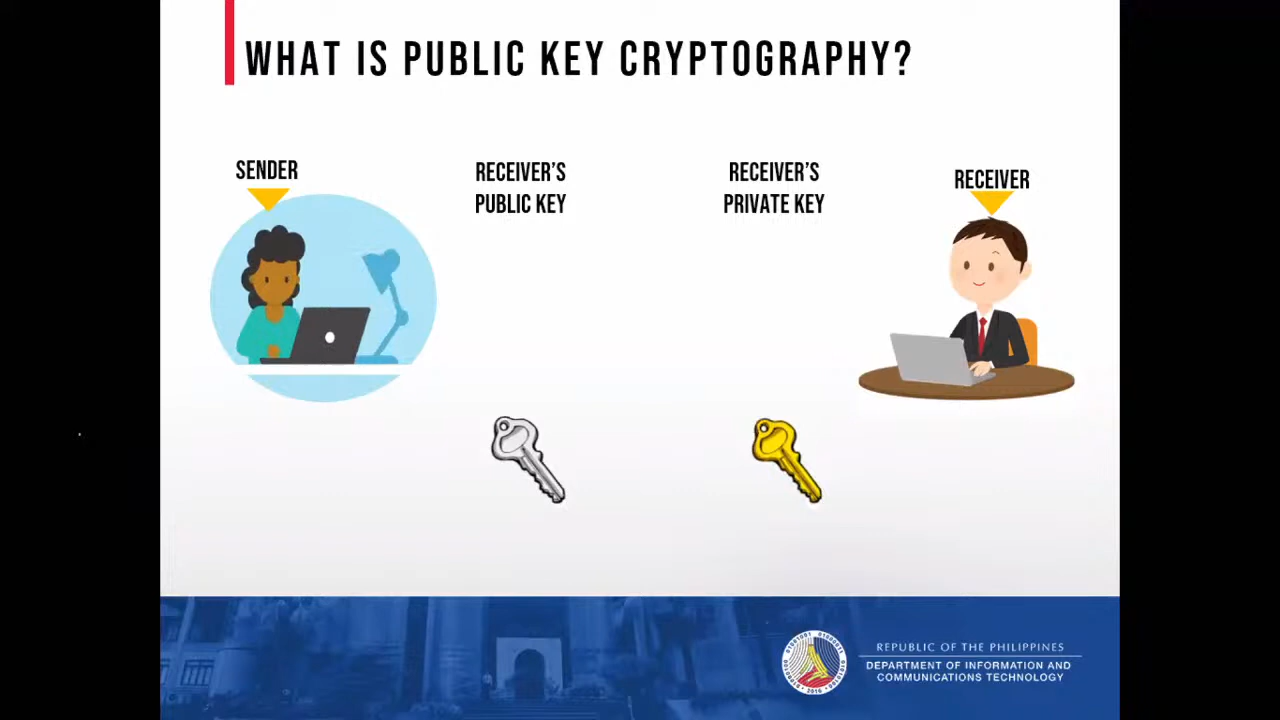 WHAT IS PUBLIC KEY CRYPTOGRAPHY?
SENDER
RECEIVER'S
PUBLIC KEY
RECEIVER'S
PRIVATE KEY
RECEIVER
REPUBLIC OF THE PHILIPPINES
DEPARTMENT OF INFORMATION AND
COMMUNICATIONS TECHNOLOGY
2016